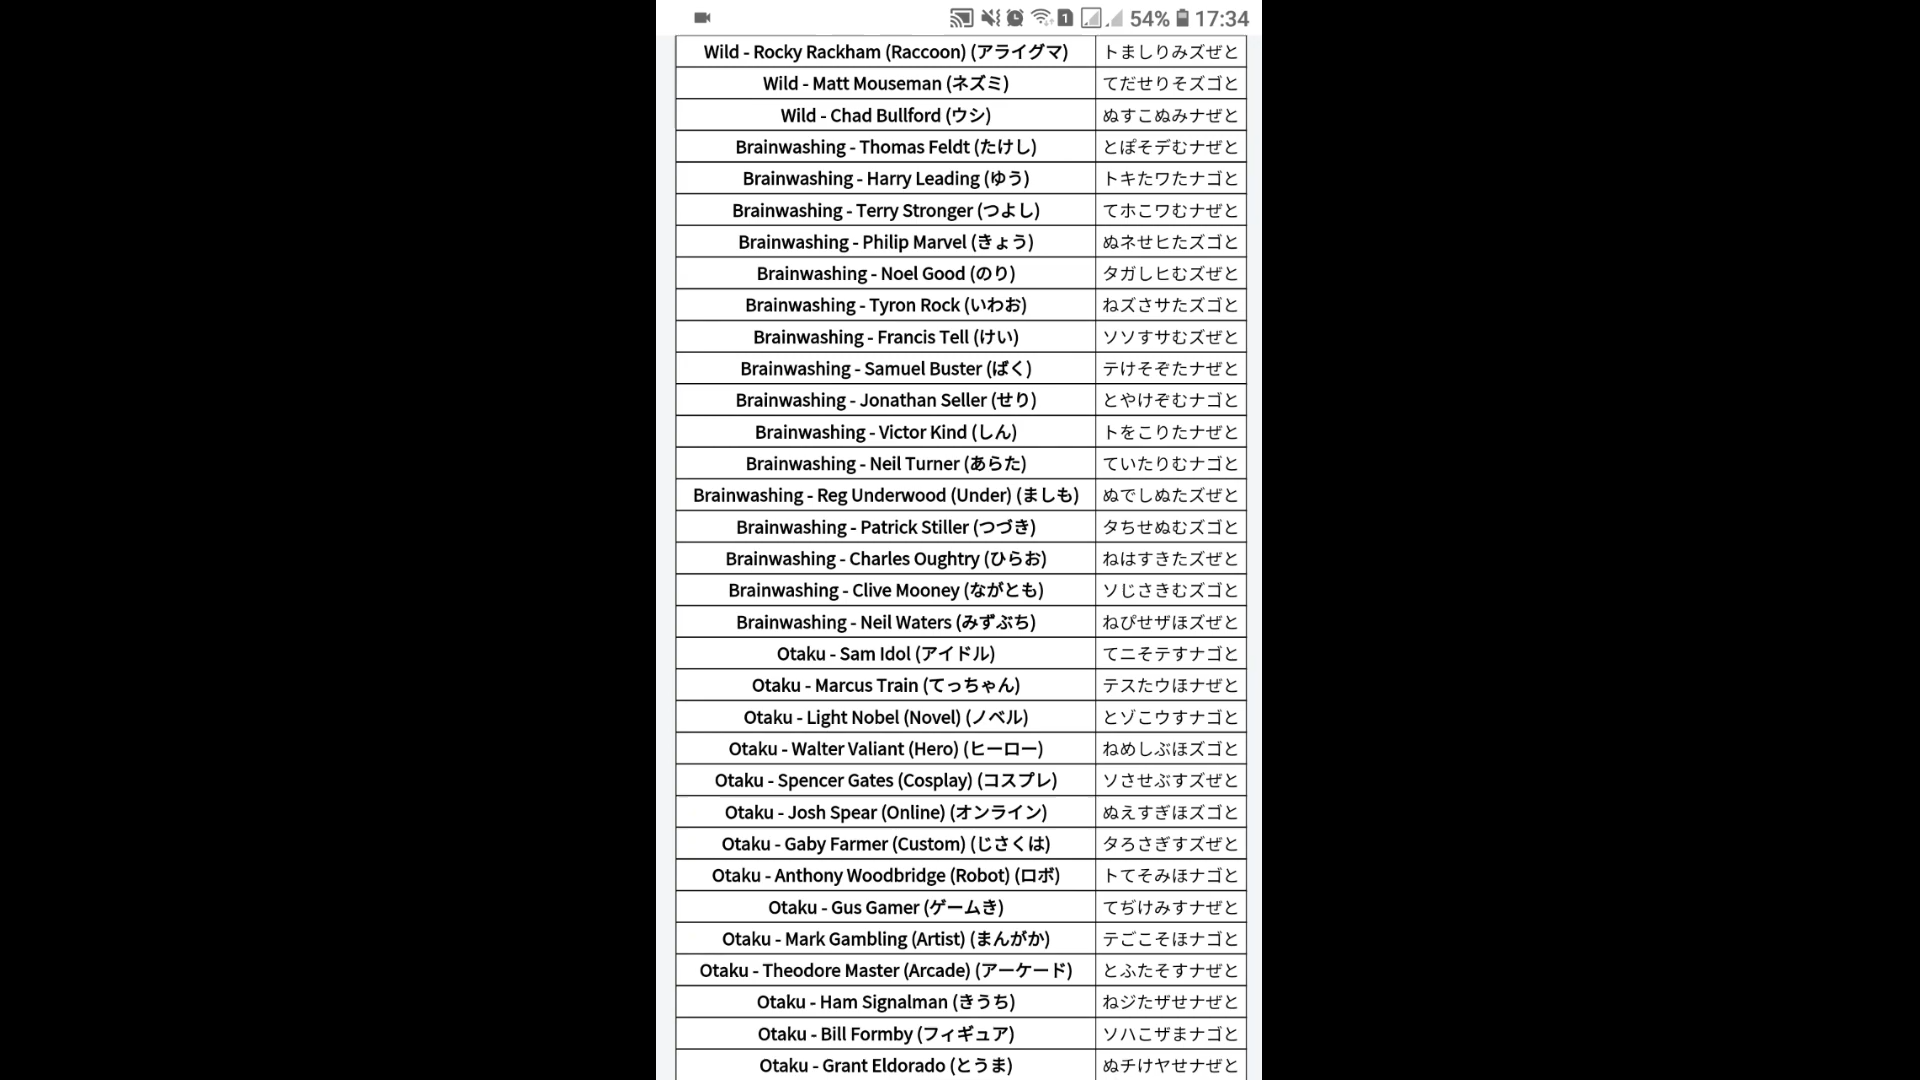 1 54% 17:34
Wild - Rocky Rackham (Raccoon) (アライグマ) トましりみズぜと
Wild - Matt Mouseman (ネズミ) てだせりそズゴと
Wild - Chad Bullford (ウシ) ぬすこぬみナぜと
Brainwashing - Thomas Feldt (たけし) とぽそデむナぜと
Brainwashing - Harry Leading (ゆう) トキたワたナゴと
Brainwashing - Terry Stronger (つよし) てホこワむナぜと
Brainwashing - Philip Marvel (きょう) ぬネせヒたズゴと
Brainwashing - Noel Good (のり) タガしヒむズぜと
Brainwashing - Tyron Rock (いわお) ねズさサたズゴと
Brainwashing - Francis Tell (けい) ソソすサむズぜと
Brainwashing - Samuel Buster (ばく) テけそぞたナぜと
Brainwashing - Jonathan Seller (せり) とやけぞむナゴと
Brainwashing - Victor Kind (しん) トをこりたナぜと
Brainwashing - Neil Turner (あらた) ていたりむナゴと
Brainwashing - Reg Underwood (Under) (ましも) ぬでしぬたズぜと
Brainwashing - Patrick Stiller (つづき) タちせぬむズゴと
Brainwashing - Charles Oughtry (ひらお) ねはすきたズぜと
Brainwashing - Clive Mooney (ながとも) ソじさきむズゴと
Brainwashing - Neil Waters (みずぶち) ねぴせザほズぜと
Otaku - Sam Idol (アイドル) てニそテすナゴと
Otaku - Marcus Train (てっちゃん) テスたウほナぜと
Otaku - Light Nobel (Novel) (ノベル) とゾこウすナゴと
Otaku - Walter Valiant (Hero) (ヒーロー) ねめしぶほズゴと
Otaku - Spencer Gates (Cosplay) (コスプレ) ソさせぶすズぜと
Otaku - Josh Spear (Online) (オンライン) ぬえすぎほズゴと
Otaku - Gaby Farmer (Custom) (じさくは) タろさぎすズぜと
Otaku - Anthony Woodbridge (Robot) (ロボ) トてそみほナゴと
Otaku - Gus Gamer (ゲームき) てぢけみすナぜと
Otaku - Mark Gambling (Artist) (まんがか) テごこそほナゴと
Otaku - Theodore Master (Arcade) (アーケード) とふたそすナぜと
Otaku - Ham Signalman (きうち) ねジたザせナぜと
Otaku - Bill Formby (フィギュア) ソハこザまナゴと
Otaku - Grant Eldorado (とうま) ぬチけヤせナぜと